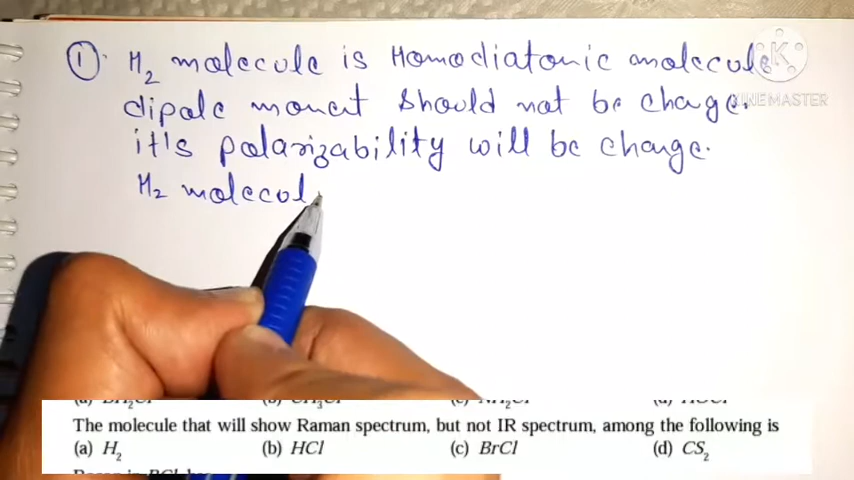 ① H2 molecule is Homodiatomic molecule
dipole moment should not be change.
it's polarizability will be change.
H2 molecul
KINEMASTER
The molecule that will show Raman spectrum, but not IR spectrum, among the following is
(a) H2 (b) HCl (c) BrCl (d) CS2